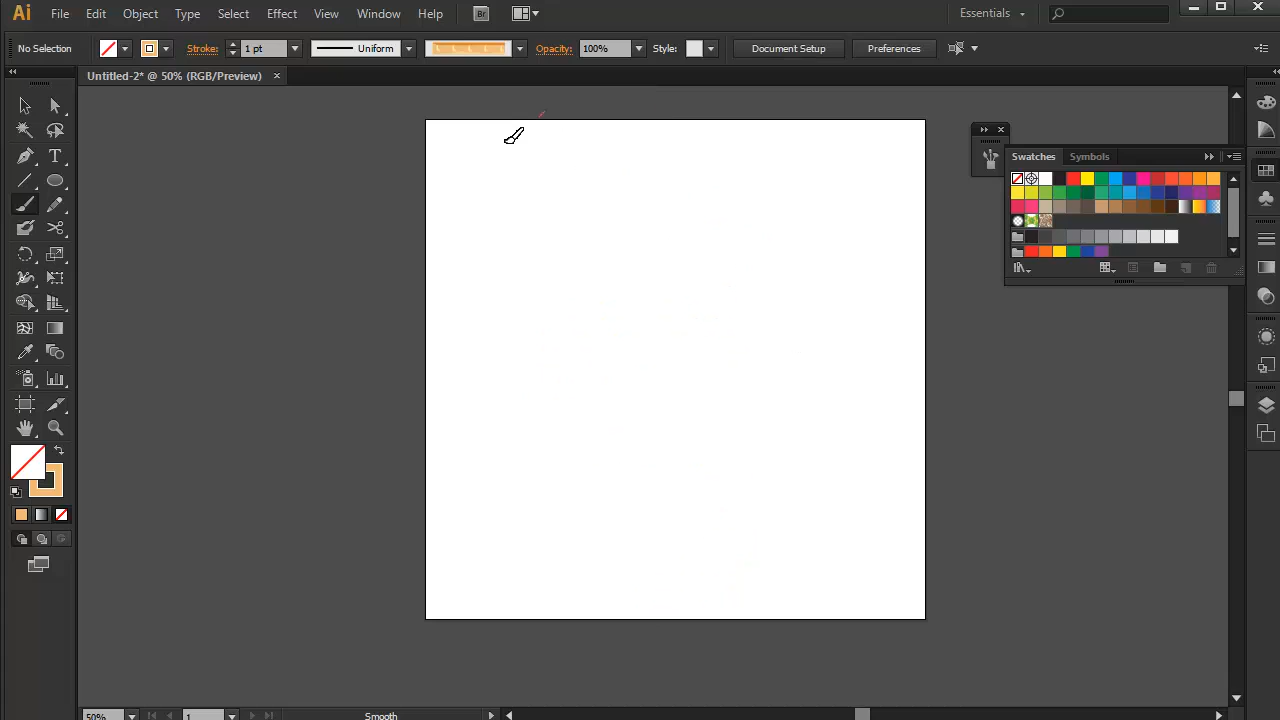 Ai File Edit Object Type Select Effect View Window Help Br Essentials
No Selection Stroke: 1 pt Uniform Opacity: 100% Style: Document Setup Preferences
Untitled-2* @ 50% (RGB/Preview)
Swatches Symbols
T
50% 1 Smooth